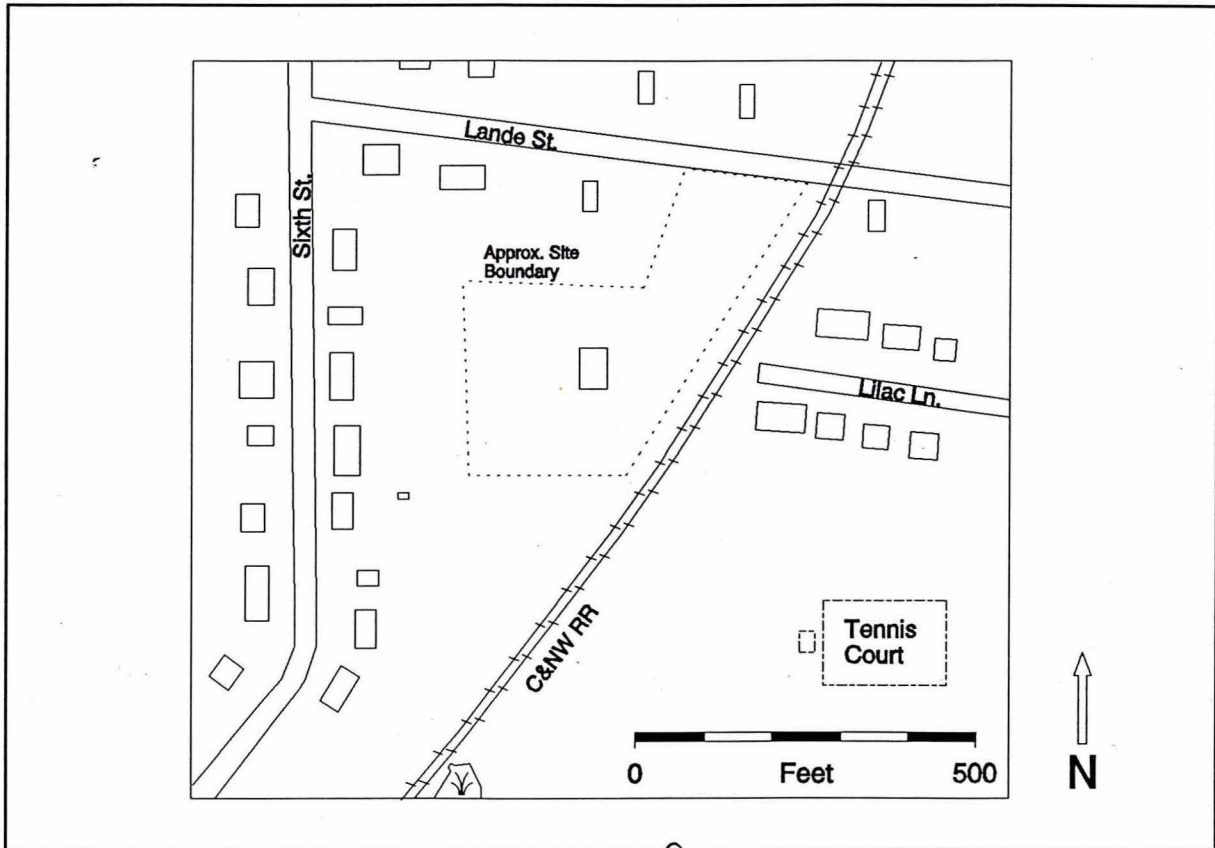 Lande St.
Sixth St.
Approx. Site
Boundary
Lilac Ln.
C&NW RR
Tennis
Court
0 Feet 500
N